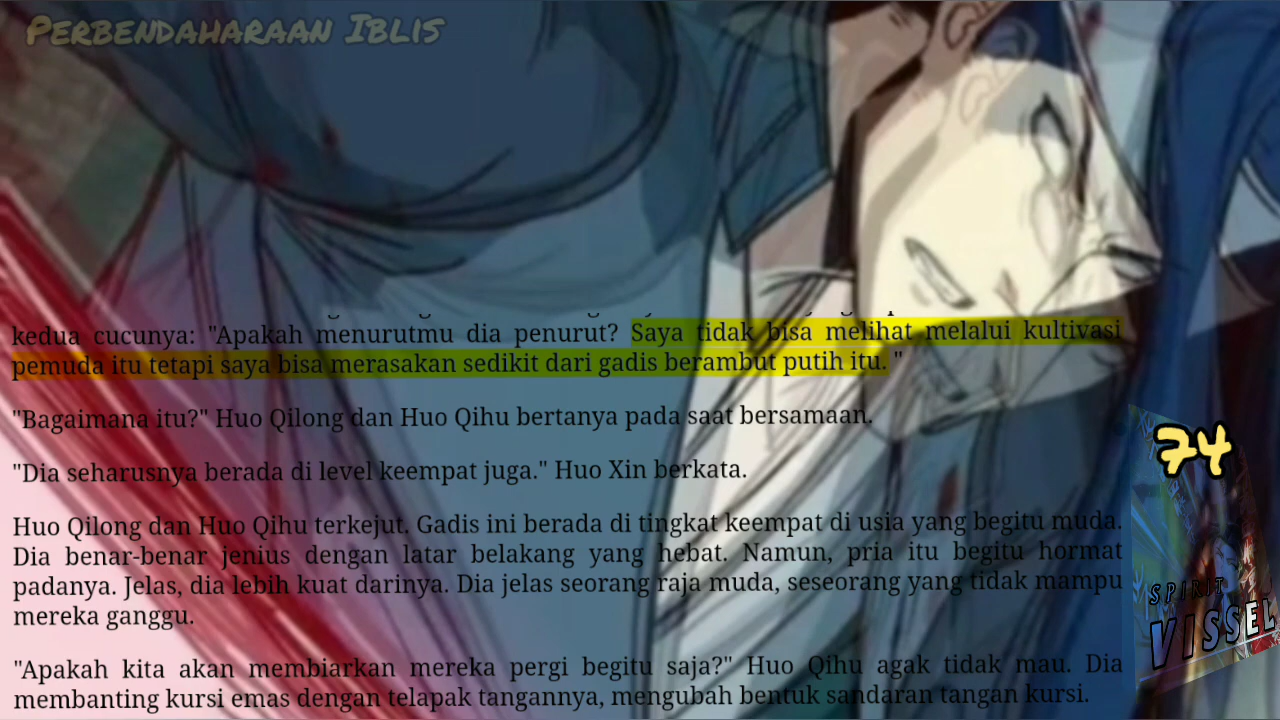 Perbendaharaan Iblis
kedua cucunya: "Apakah menurutmu dia penurut? Saya tidak bisa melihat melalui kultivasi
pemuda itu tetapi saya bisa merasakan sedikit dari gadis berambut putih itu. "
"Bagaimana itu?" Huo Qilong dan Huo Qihu bertanya pada saat bersamaan.
"Dia seharusnya berada di level keempat juga." Huo Xin berkata.
Huo Qilong dan Huo Qihu terkejut. Gadis ini berada di tingkat keempat di usia yang begitu muda.
Dia benar-benar jenius dengan latar belakang yang hebat. Namun, pria itu begitu hormat
padanya. Jelas, dia lebih kuat darinya. Dia jelas seorang raja muda, seseorang yang tidak mampu
mereka ganggu.
"Apakah kita akan membiarkan mereka pergi begitu saja?" Huo Qihu agak tidak mau. Dia
membanting kursi emas dengan telapak tangannya, mengubah bentuk sandaran tangan kursi.
74
SPIRIT
VISSEL